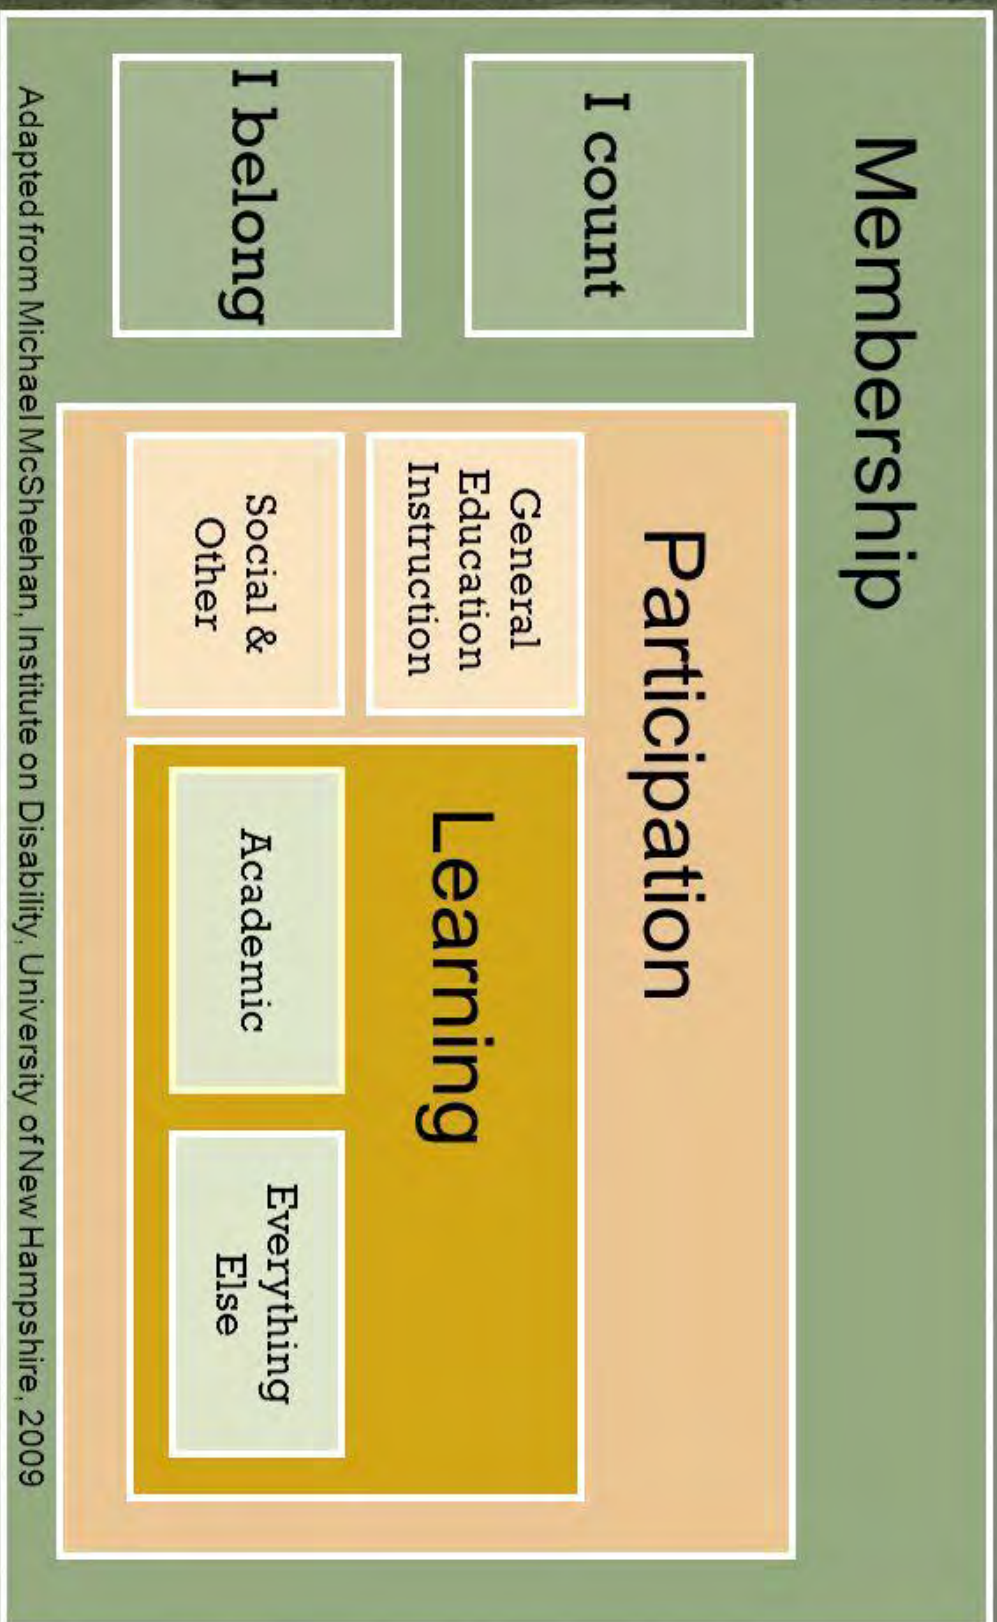 Membership
I count
I belong
Participation
General
Education
Instruction
Social &
Other
Learning
Academic
Everything
Else
Adapted from Michael McSheehan, Institute on Disability, University of New Hampshire, 2009